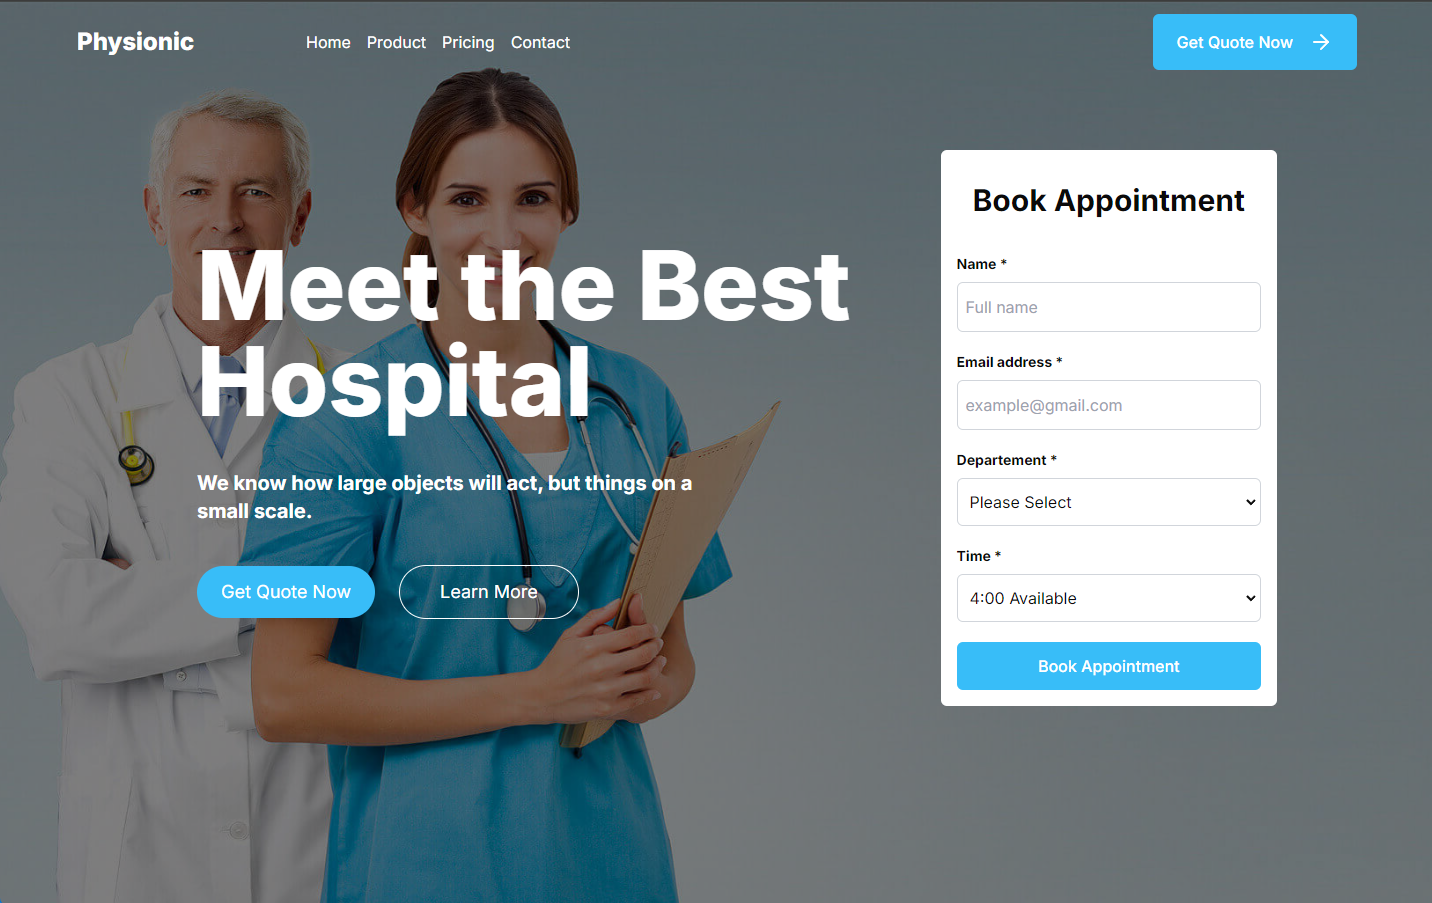 Physionic
Home Product Pricing Contact
Get Quote Now
Meet the Best
Hospital
We know how large objects will act, but things on a
small scale.
Get Quote Now
Learn More
Book Appointment
Name *
Full name
Email address *
example@gmail.com
Departement *
Please Select
Time *
4:00 Available
Book Appointment